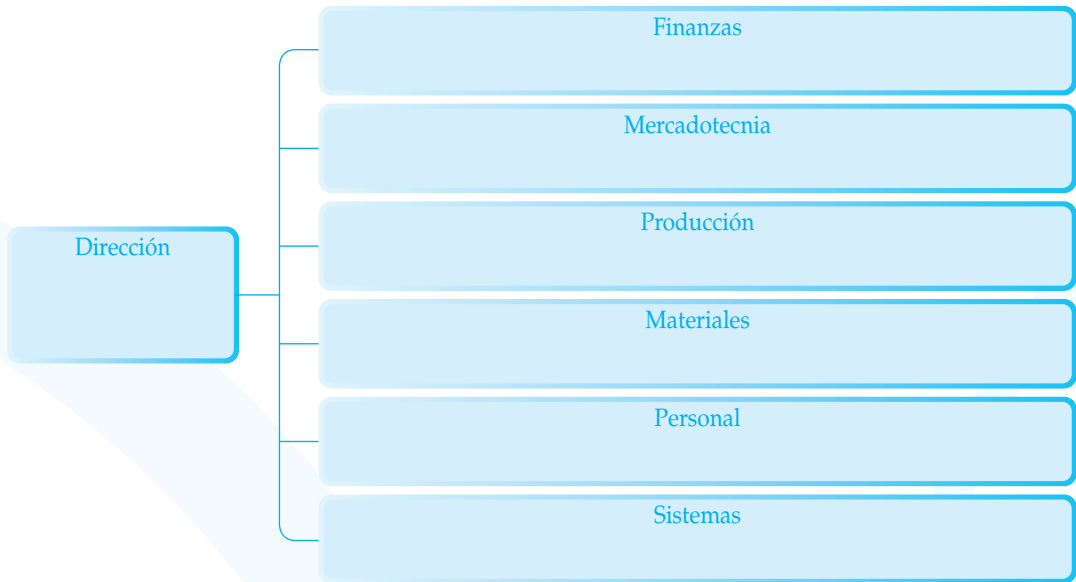 Finanzas
Mercadotecnia
Producción
Dirección
Materiales
Personal
Sistemas